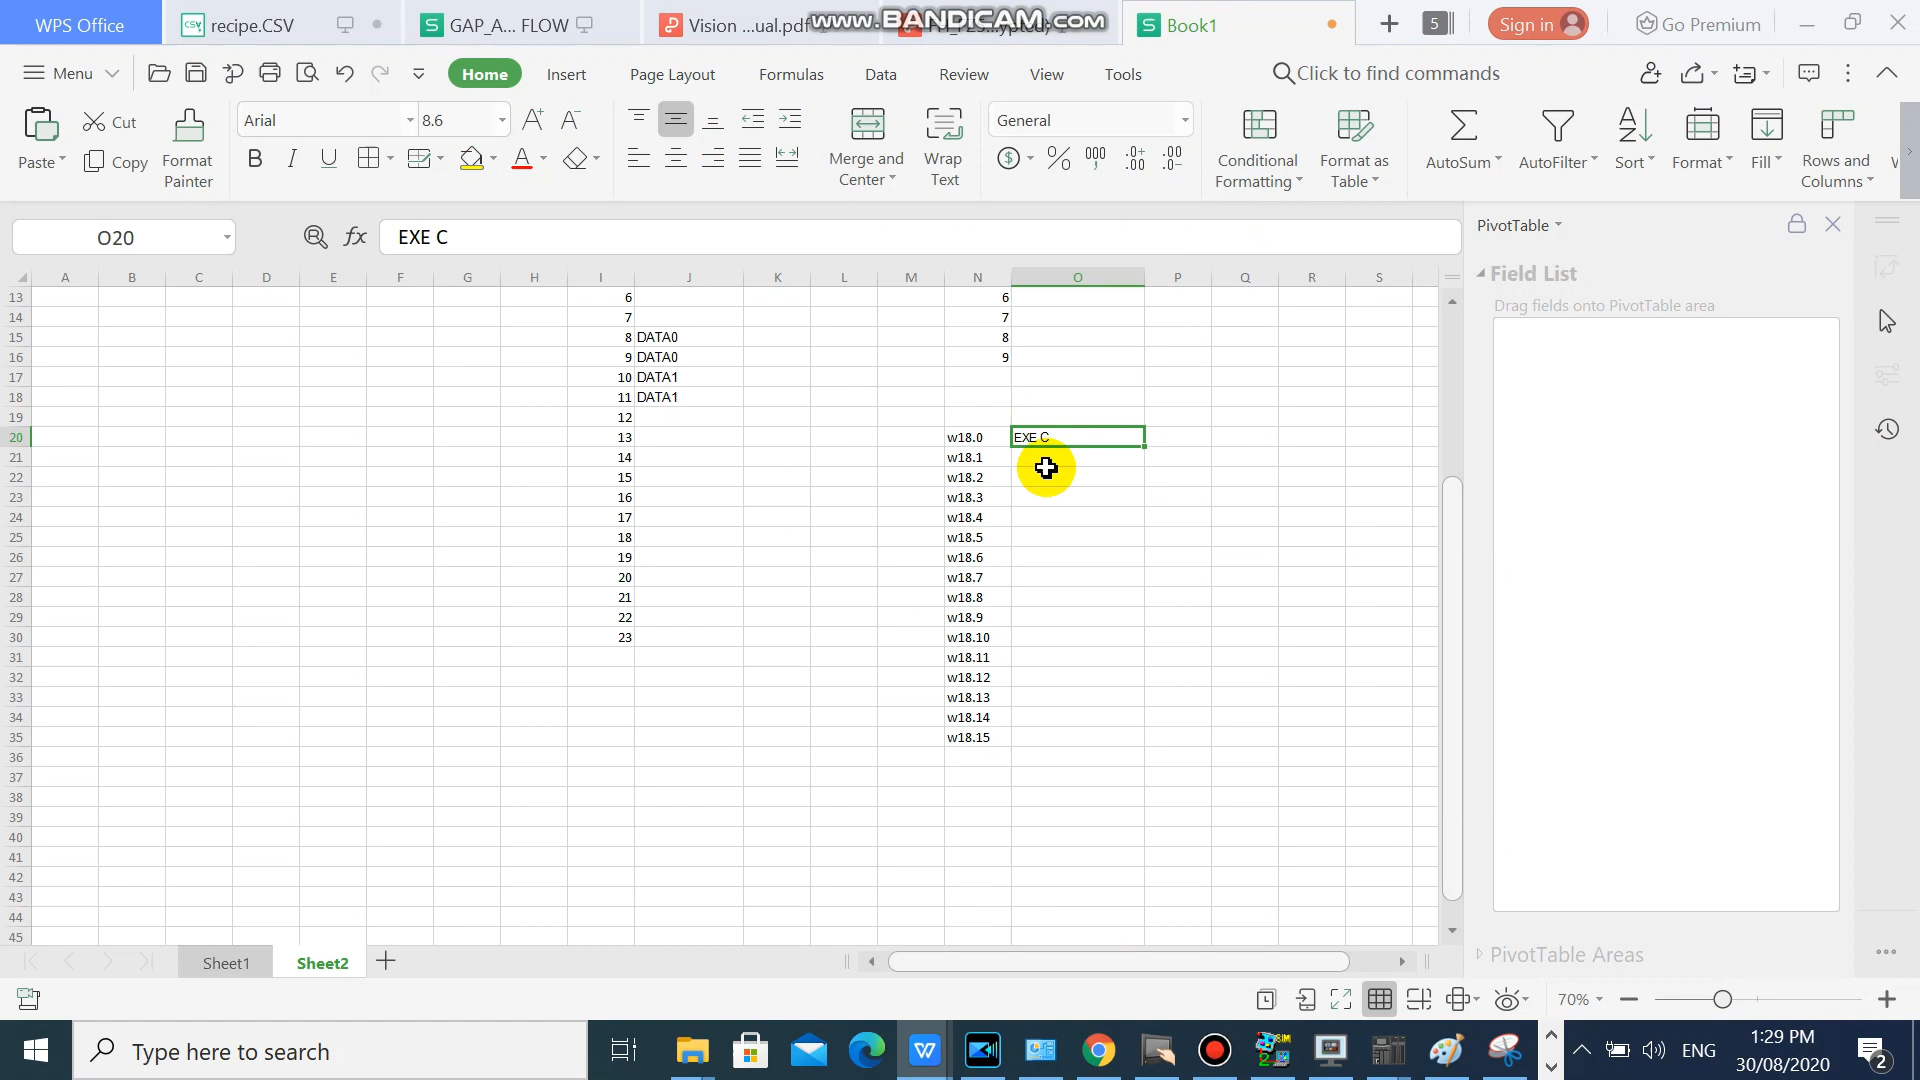 WPS Office
recipe.CSV
GAP_A... FLOW
Vision ...ual.pdf
www.BANDICAM.com
Book1
5
Sign in
Go Premium
Menu
Home
Insert
Page Layout
Formulas
Data
Review
View
Tools
Click to find commands
Paste
Cut
Copy
Format Painter
Arial
8.6
Merge and Center
Wrap Text
General
Conditional Formatting
Format as Table
AutoSum
AutoFilter
Sort
Format
Fill
Rows and Columns
O20
fx
EXE C
PivotTable
Field List
Drag fields onto PivotTable area
PivotTable Areas
A B C D E F G H I J K L M N O P Q R S
13 6 6
14 7 7
15 8 DATA0 8
16 9 DATA0 9
17 10 DATA1
18 11 DATA1
19 12
20 13 w18.0 EXE C
21 14 w18.1
22 15 w18.2
23 16 w18.3
24 17 w18.4
25 18 w18.5
26 19 w18.6
27 20 w18.7
28 21 w18.8
29 22 w18.9
30 23 w18.10
31 w18.11
32 w18.12
33 w18.13
34 w18.14
35 w18.15
36
37
38
39
40
41
42
43
44
45
Sheet1
Sheet2
70%
Type here to search
ENG
1:29 PM
30/08/2020
2